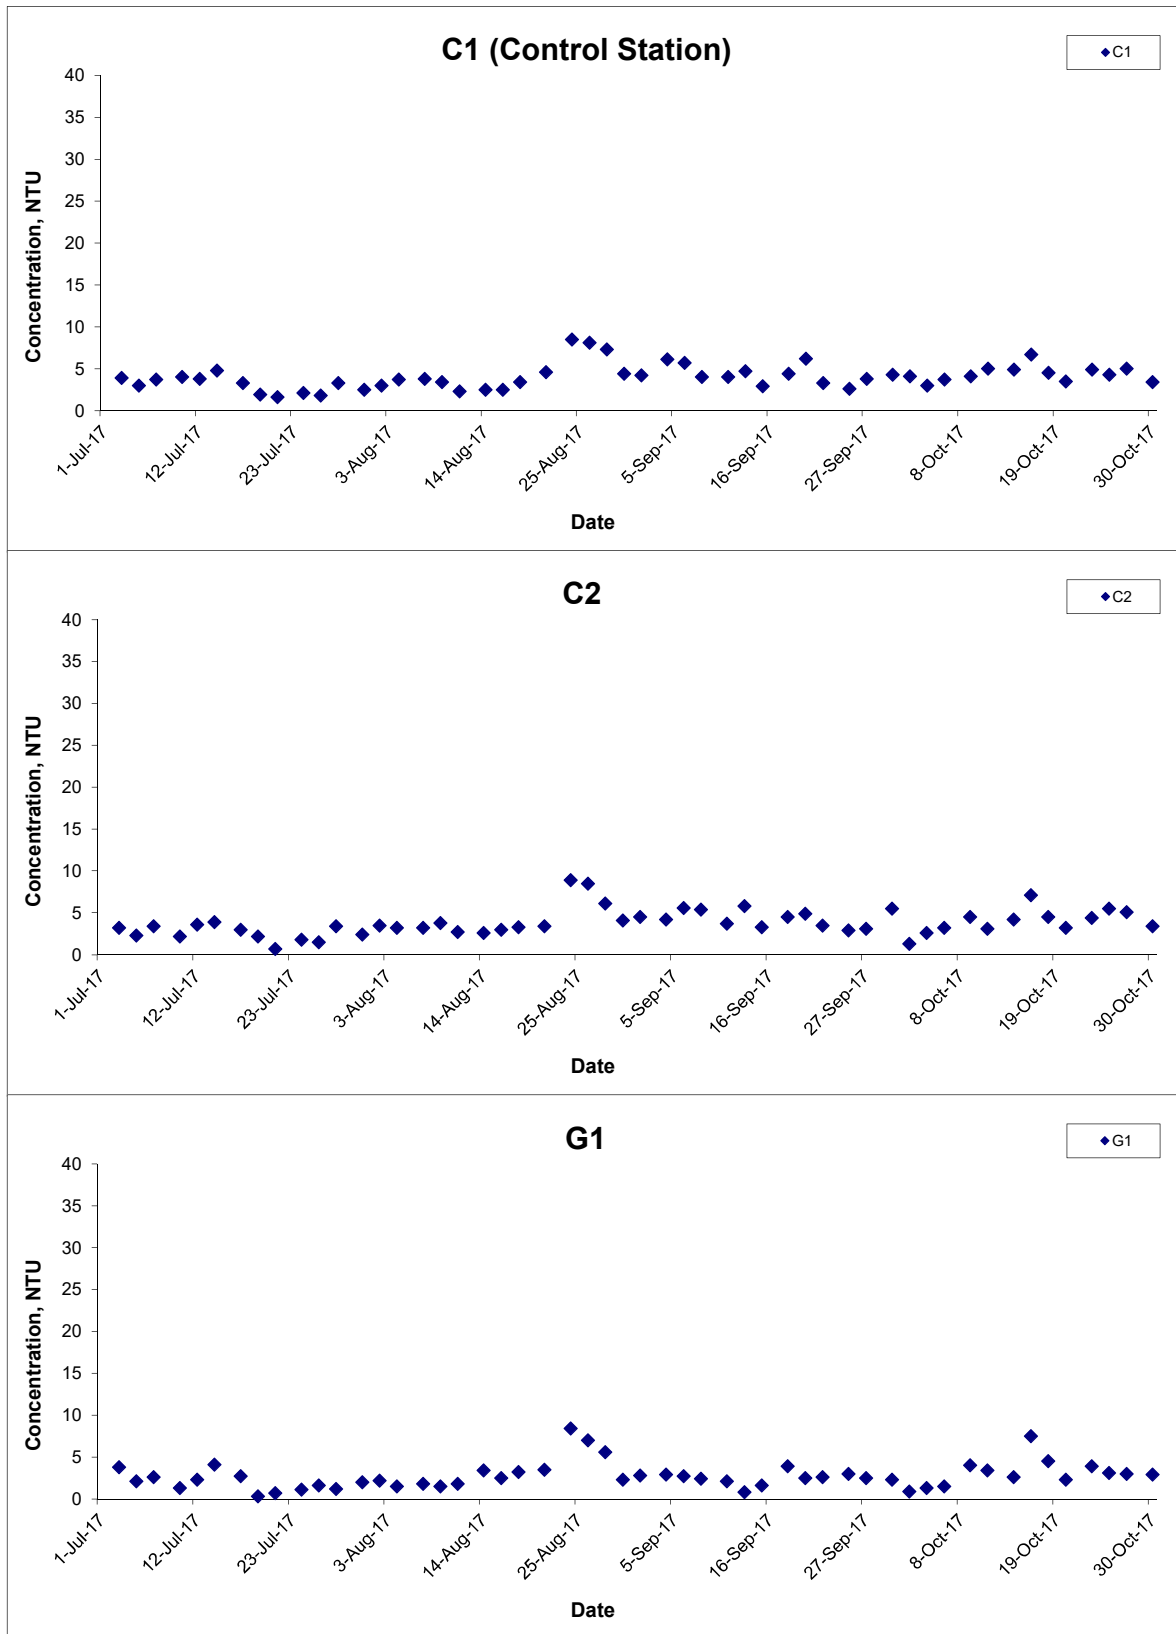 C1 (Control Station)
C1
40
35
30
25
20
15
10
5
0
Concentration, NTU
1-Jul-17
12-Jul-17
23-Jul-17
3-Aug-17
14-Aug-17
25-Aug-17
5-Sep-17
16-Sep-17
27-Sep-17
8-Oct-17
19-Oct-17
30-Oct-17
Date
C2
C2
40
35
30
25
20
15
10
5
0
Concentration, NTU
1-Jul-17
12-Jul-17
23-Jul-17
3-Aug-17
14-Aug-17
25-Aug-17
5-Sep-17
16-Sep-17
27-Sep-17
8-Oct-17
19-Oct-17
30-Oct-17
Date
G1
G1
40
35
30
25
20
15
10
5
0
Concentration, NTU
1-Jul-17
12-Jul-17
23-Jul-17
3-Aug-17
14-Aug-17
25-Aug-17
5-Sep-17
16-Sep-17
27-Sep-17
8-Oct-17
19-Oct-17
30-Oct-17
Date